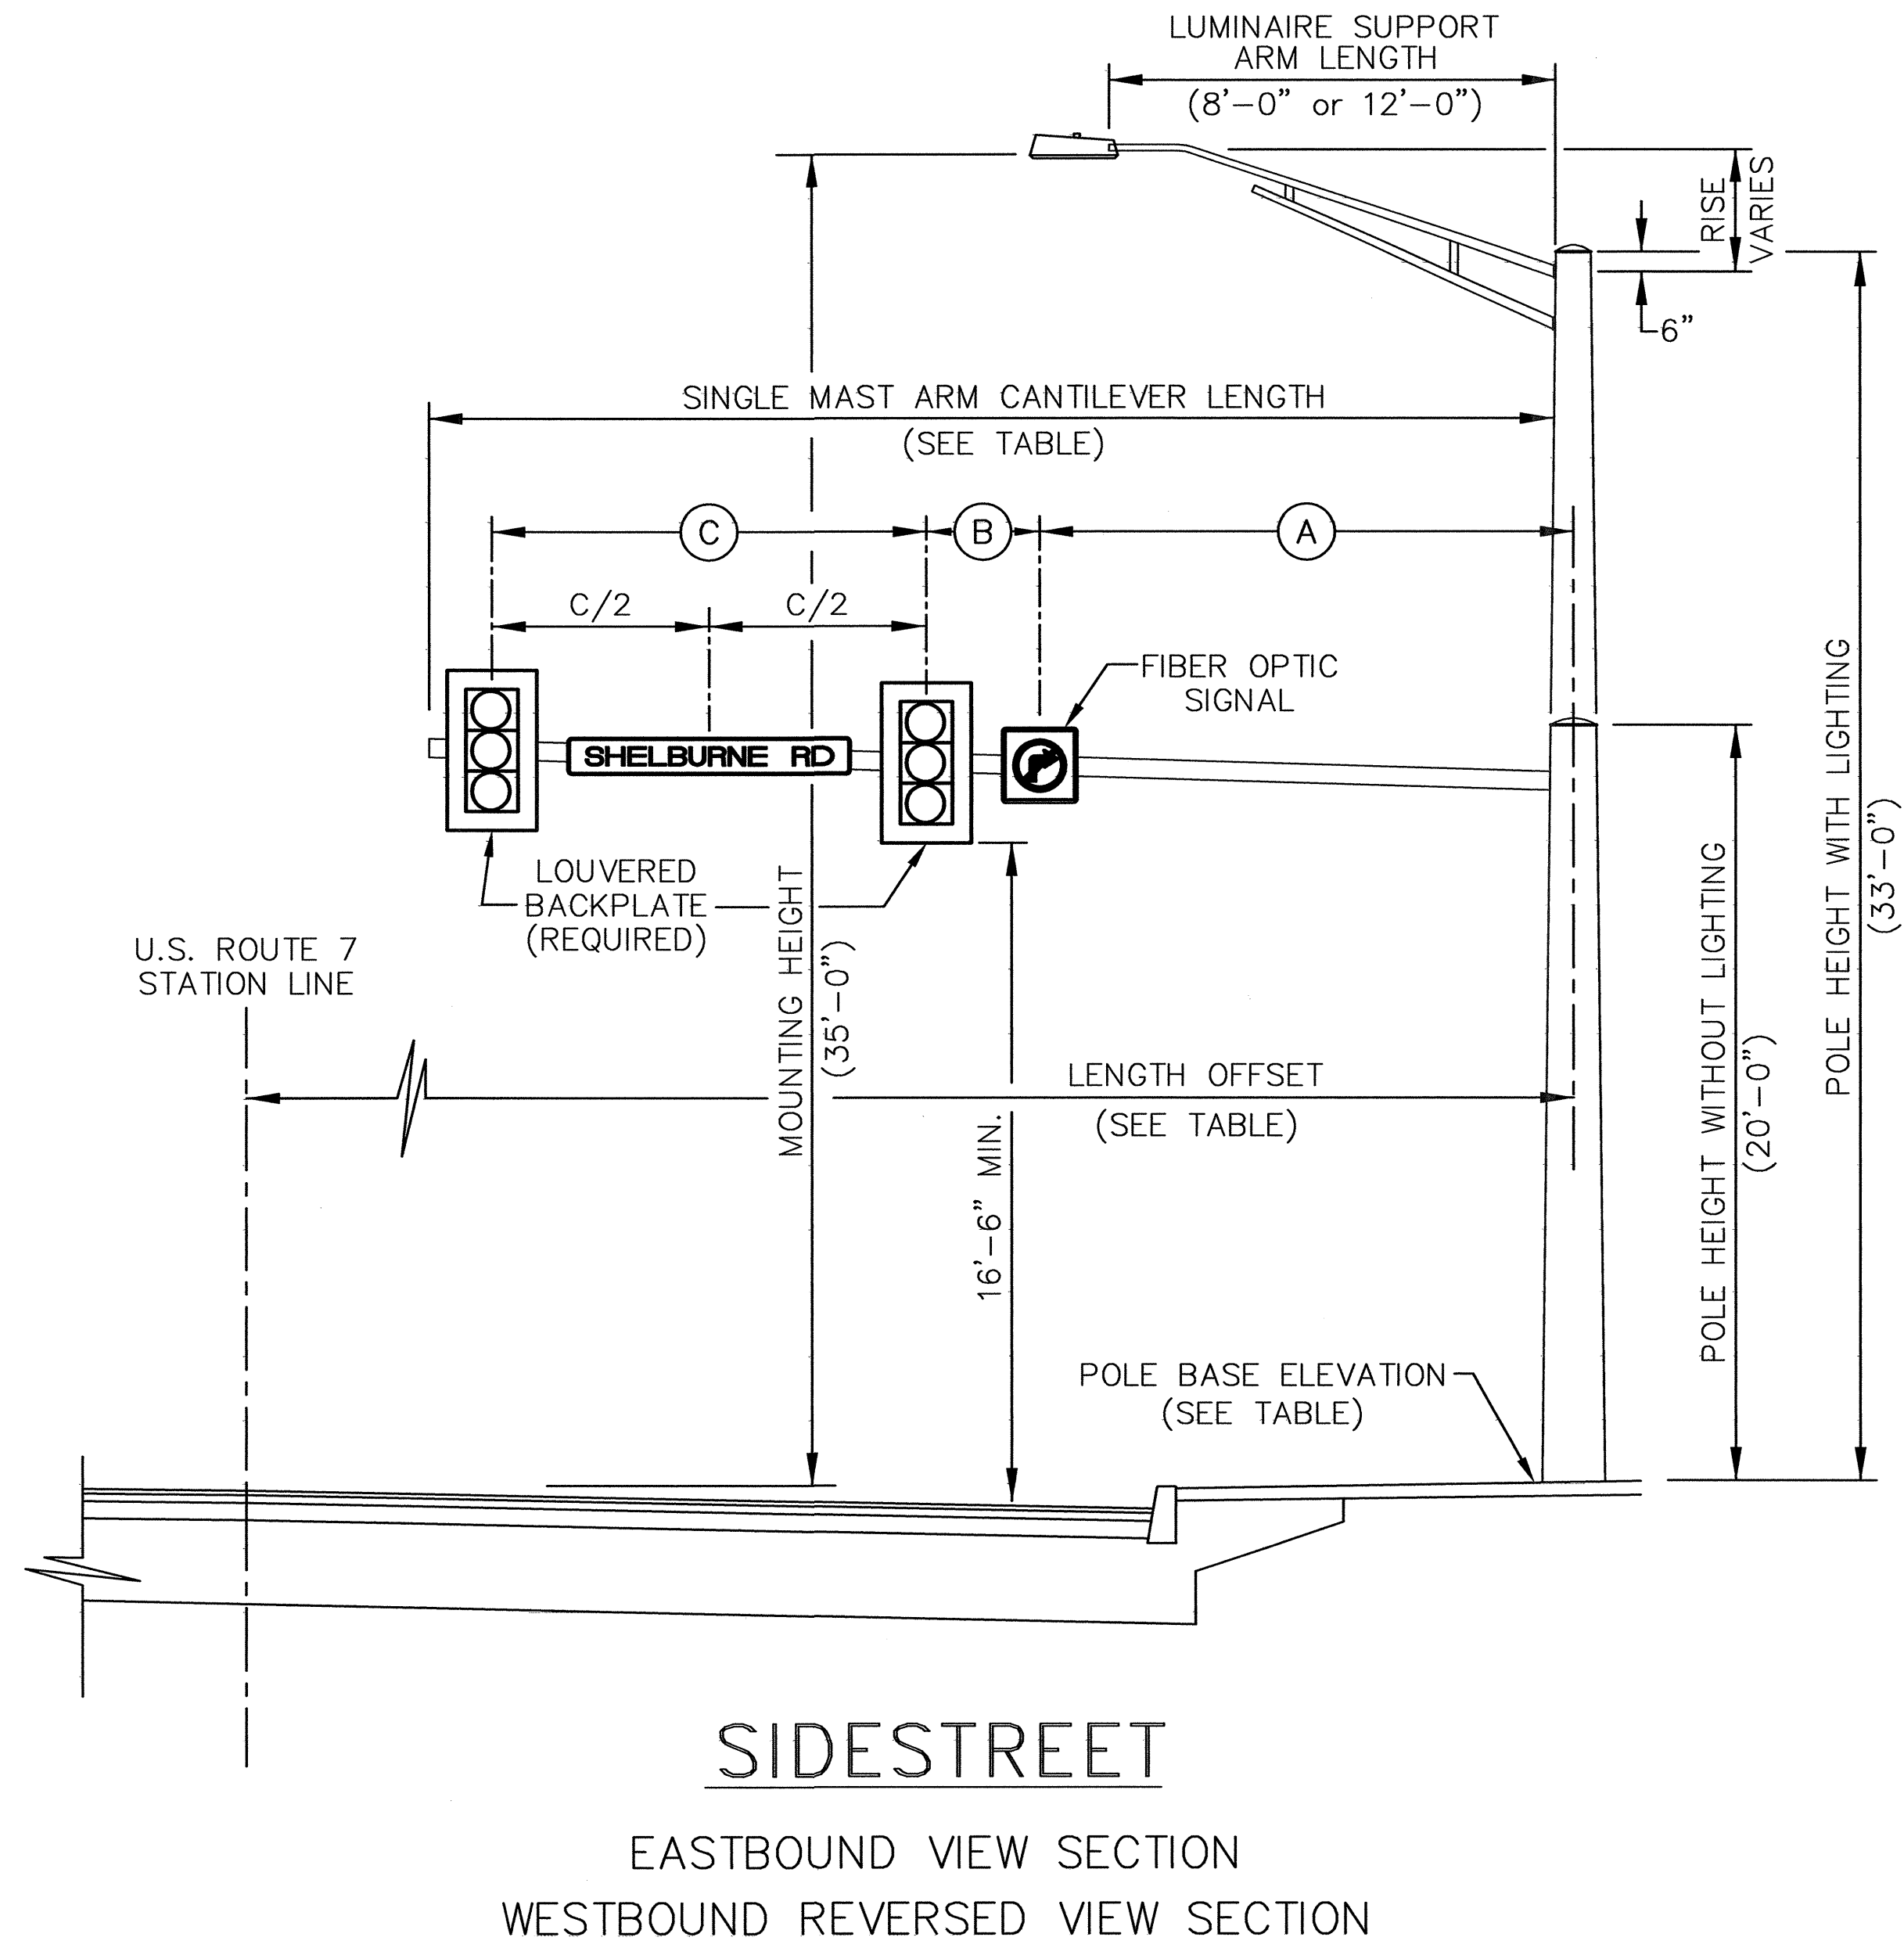 LUMINAIRE SUPPORT
ARM LENGTH
(8'-0" or 12'-0")
RISE
VARIES
6"
SINGLE MAST ARM CANTILEVER LENGTH
(SEE TABLE)
C
B
A
C/2
C/2
FIBER OPTIC
SIGNAL
SHELBURNE RD
LOUVERED
BACKPLATE
(REQUIRED)
U.S. ROUTE 7
STATION LINE
MOUNTING HEIGHT
(35'-0")
LENGTH OFFSET
(SEE TABLE)
16'-6" MIN.
POLE HEIGHT WITHOUT LIGHTING
(20'-0")
POLE HEIGHT WITH LIGHTING
(33'-0")
POLE BASE ELEVATION
(SEE TABLE)
SIDESTREET
EASTBOUND VIEW SECTION
WESTBOUND REVERSED VIEW SECTION